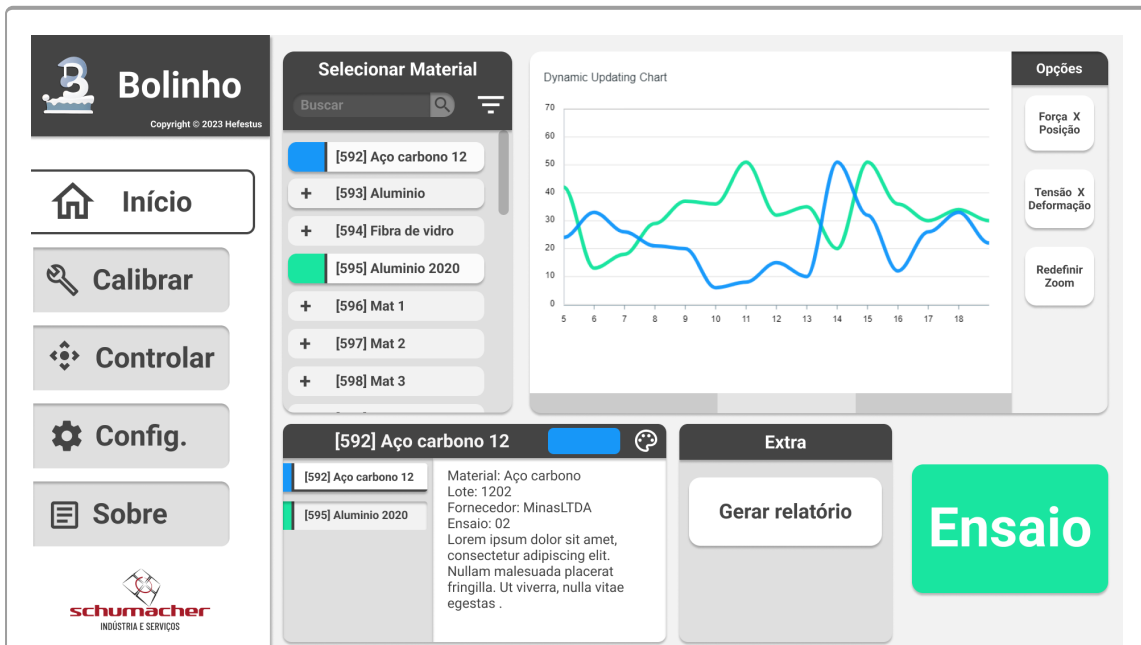 Bolinho
Copyright © 2023 Hefestus
Início
Calibrar
Controlar
Config.
Sobre
schumacher
INDÚSTRIA E SERVIÇOS
Selecionar Material
Buscar
[592] Aço carbono 12
[593] Aluminio
[594] Fibra de vidro
[595] Aluminio 2020
[596] Mat 1
[597] Mat 2
[598] Mat 3
Dynamic Updating Chart
70
60
50
40
30
20
10
0
5 6 7 8 9 10 11 12 13 14 15 16 17 18
Opções
Força X
Posição
Tensão X
Deformação
Redefinir
Zoom
[592] Aço carbono 12
[592] Aço carbono 12
[595] Aluminio 2020
Material: Aço carbono
Lote: 1202
Fornecedor: MinasLTDA
Ensaio: 02
Lorem ipsum dolor sit amet,
consectetur adipiscing elit.
Nullam malesuada placerat
fringilla. Ut viverra, nulla vitae
egestas .
Extra
Gerar relatório
Ensaio